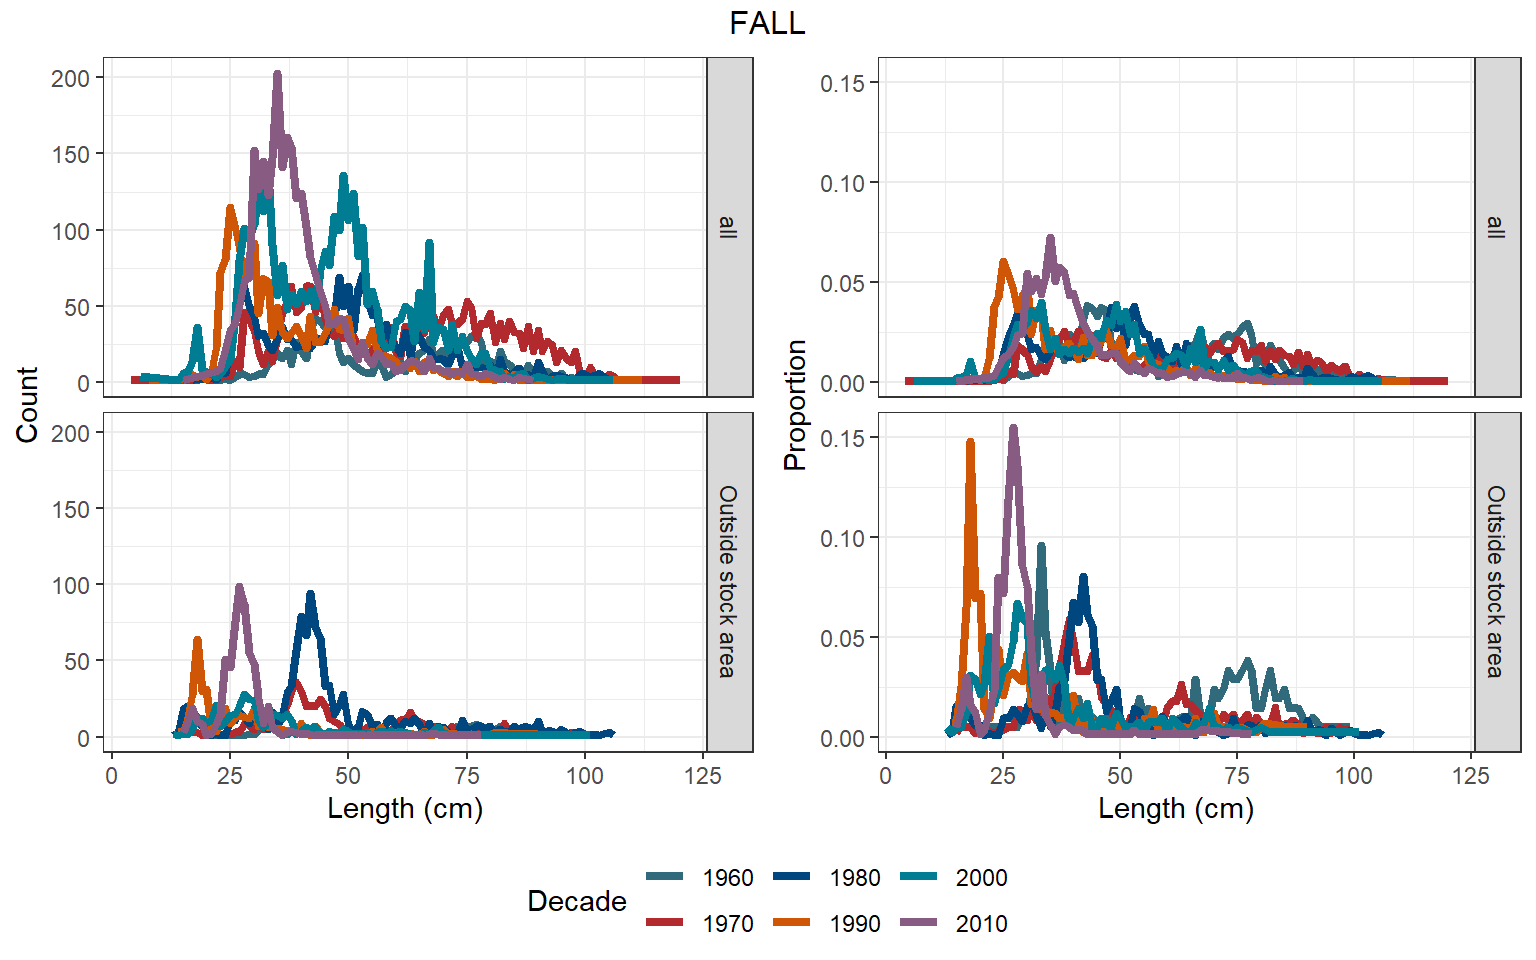 FALL
Count
200
150
100
50
0
all
200
150
100
50
0
Outside stock area
0 25 50 75 100 125
Length (cm)
Proportion
0.15
0.10
0.05
0.00
all
0.15
0.10
0.05
0.00
Outside stock area
0 25 50 75 100 125
Length (cm)
Decade
1960 1980 2000
1970 1990 2010